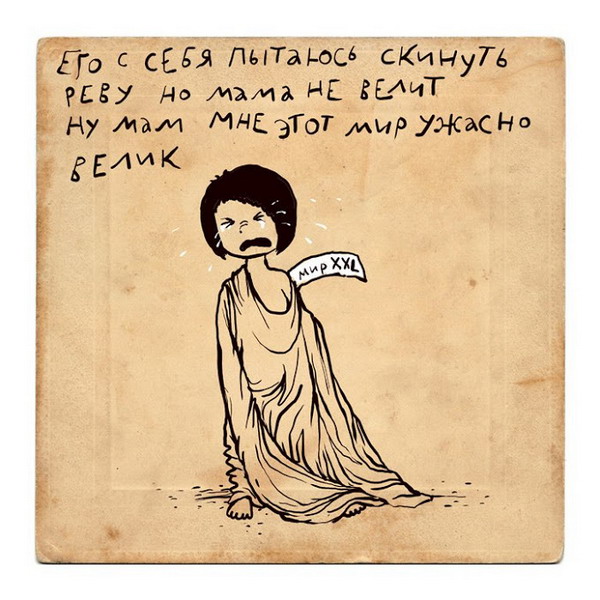 ЕГО С СЕБЯ ПЫТАЮСЬ СКИНУТЬ
РЕВУ НО МАМА НЕ ВЕЛИТ
НУ МАМ МНЕ ЭТОТ МИР УЖАСНО
ВЕЛИК
МИР XXL